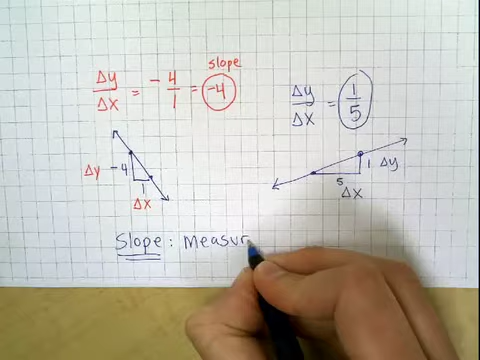 slope
Δy/Δx = -4/1 = -4
Δy/Δx = 1/5
Δy -4
1
Δx
1 Δy
5
Δx
Slope: Measur